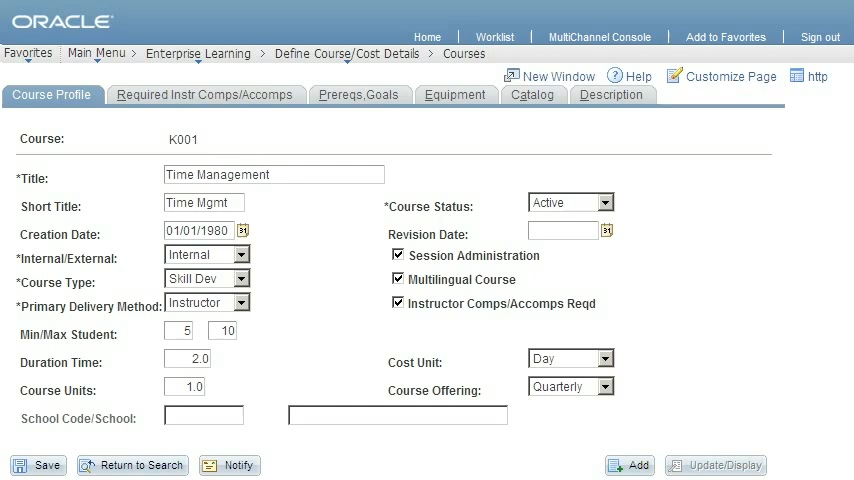 ORACLE
Home Worklist MultiChannel Console Add to Favorites Sign out
Favorites Main Menu > Enterprise Learning > Define Course/Cost Details > Courses
New Window Help Customize Page http
Course Profile Required Instr Comps/Accomps Prereqs,Goals Equipment Catalog Description
Course: K001
*Title: Time Management
Short Title: Time Mgmt *Course Status: Active
Creation Date: 01/01/1980 31 Revision Date: 31
*Internal/External: Internal Session Administration
*Course Type: Skill Dev Multilingual Course
*Primary Delivery Method: Instructor Instructor Comps/Accomps Reqd
Min/Max Student: 5 10
Duration Time: 2.0 Cost Unit: Day
Course Units: 1.0 Course Offering: Quarterly
School Code/School:
Save Return to Search Notify Add Update/Display